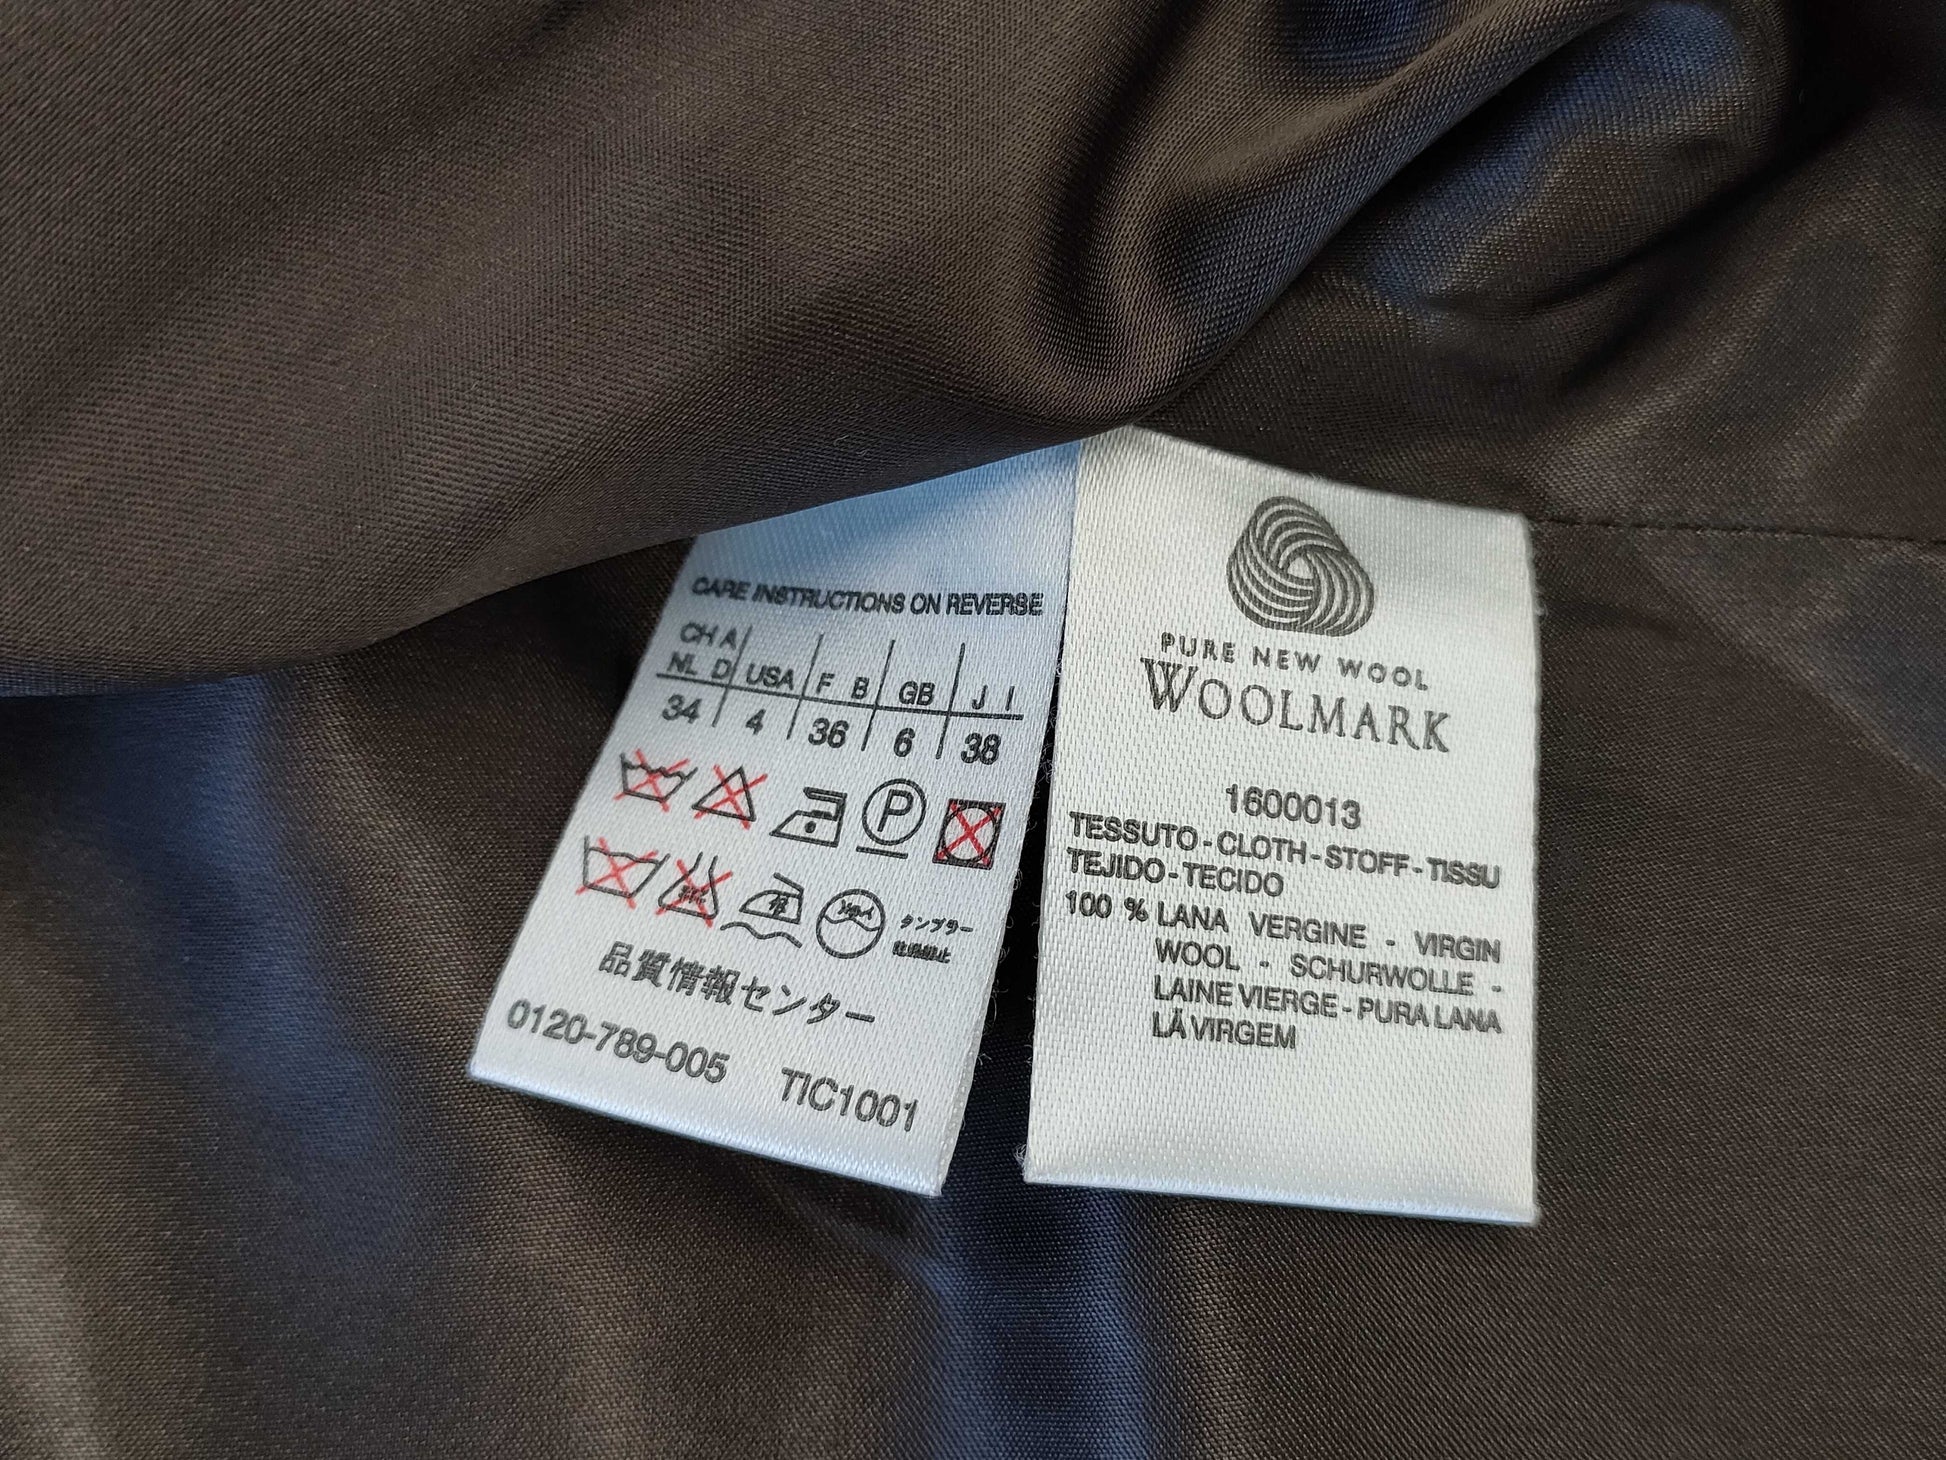 CARE INSTRUCTIONS ON REVERSE
CH A
NL D USA F B GB J I
34 4 36 6 38
P
タンブラー
品質情報センター
0120-789-005 TIC1001
PURE NEW WOOL
WOOLMARK
1600013
TESSUTO-CLOTH-STOFF-TISSU
TEJIDO-TECIDO
100 % LANA VERGINE - VIRGIN
WOOL - SCHURWOLLE -
LAINE VIERGE-PURA LANA
LÃ VIRGEM